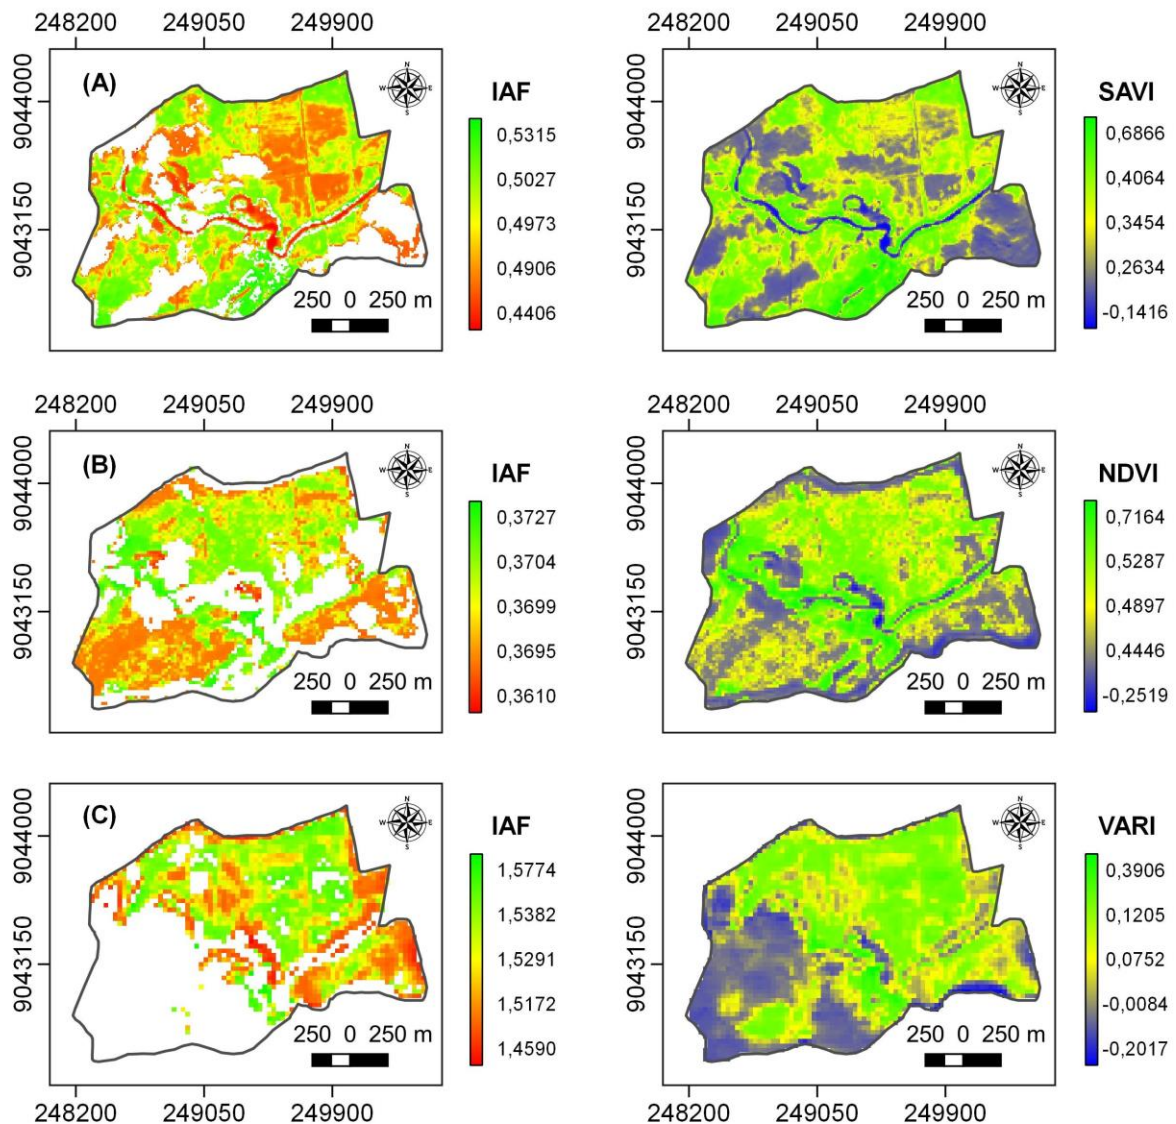 248200 249050 249900 248200 249050 249900
9044000
9043150
(A)
N
W E
S
IAF
0,5315
0,5027
0,4973
0,4906
0,4406
250 0 250 m
N
W E
S
SAVI
0,6866
0,4064
0,3454
0,2634
-0,1416
250 0 250 m
9044000
9043150
248200 249050 249900 248200 249050 249900
9044000
9043150
(B)
N
W E
S
IAF
0,3727
0,3704
0,3699
0,3695
0,3610
250 0 250 m
9044000
9043150
N
W E
S
NDVI
0,7164
0,5287
0,4897
0,4446
-0,2519
250 0 250 m
9044000
9043150
(C)
N
W E
S
IAF
1,5774
1,5382
1,5291
1,5172
1,4590
250 0 250 m
9044000
9043150
N
W E
S
VARI
0,3906
0,1205
0,0752
-0,0084
-0,2017
250 0 250 m
248200 249050 249900 248200 249050 249900